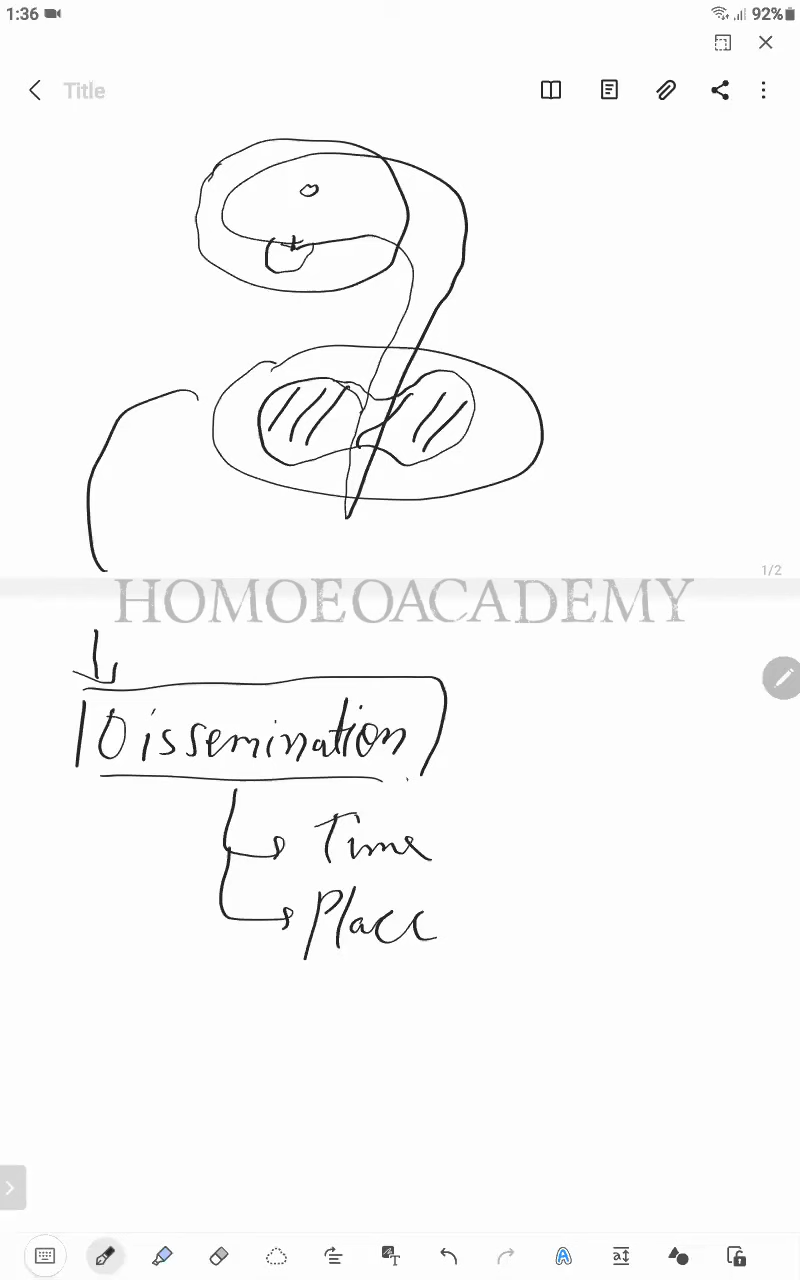 1:36 92%
Title
1/2
HOMOEOACADEMY
Dissemination
Time
Place